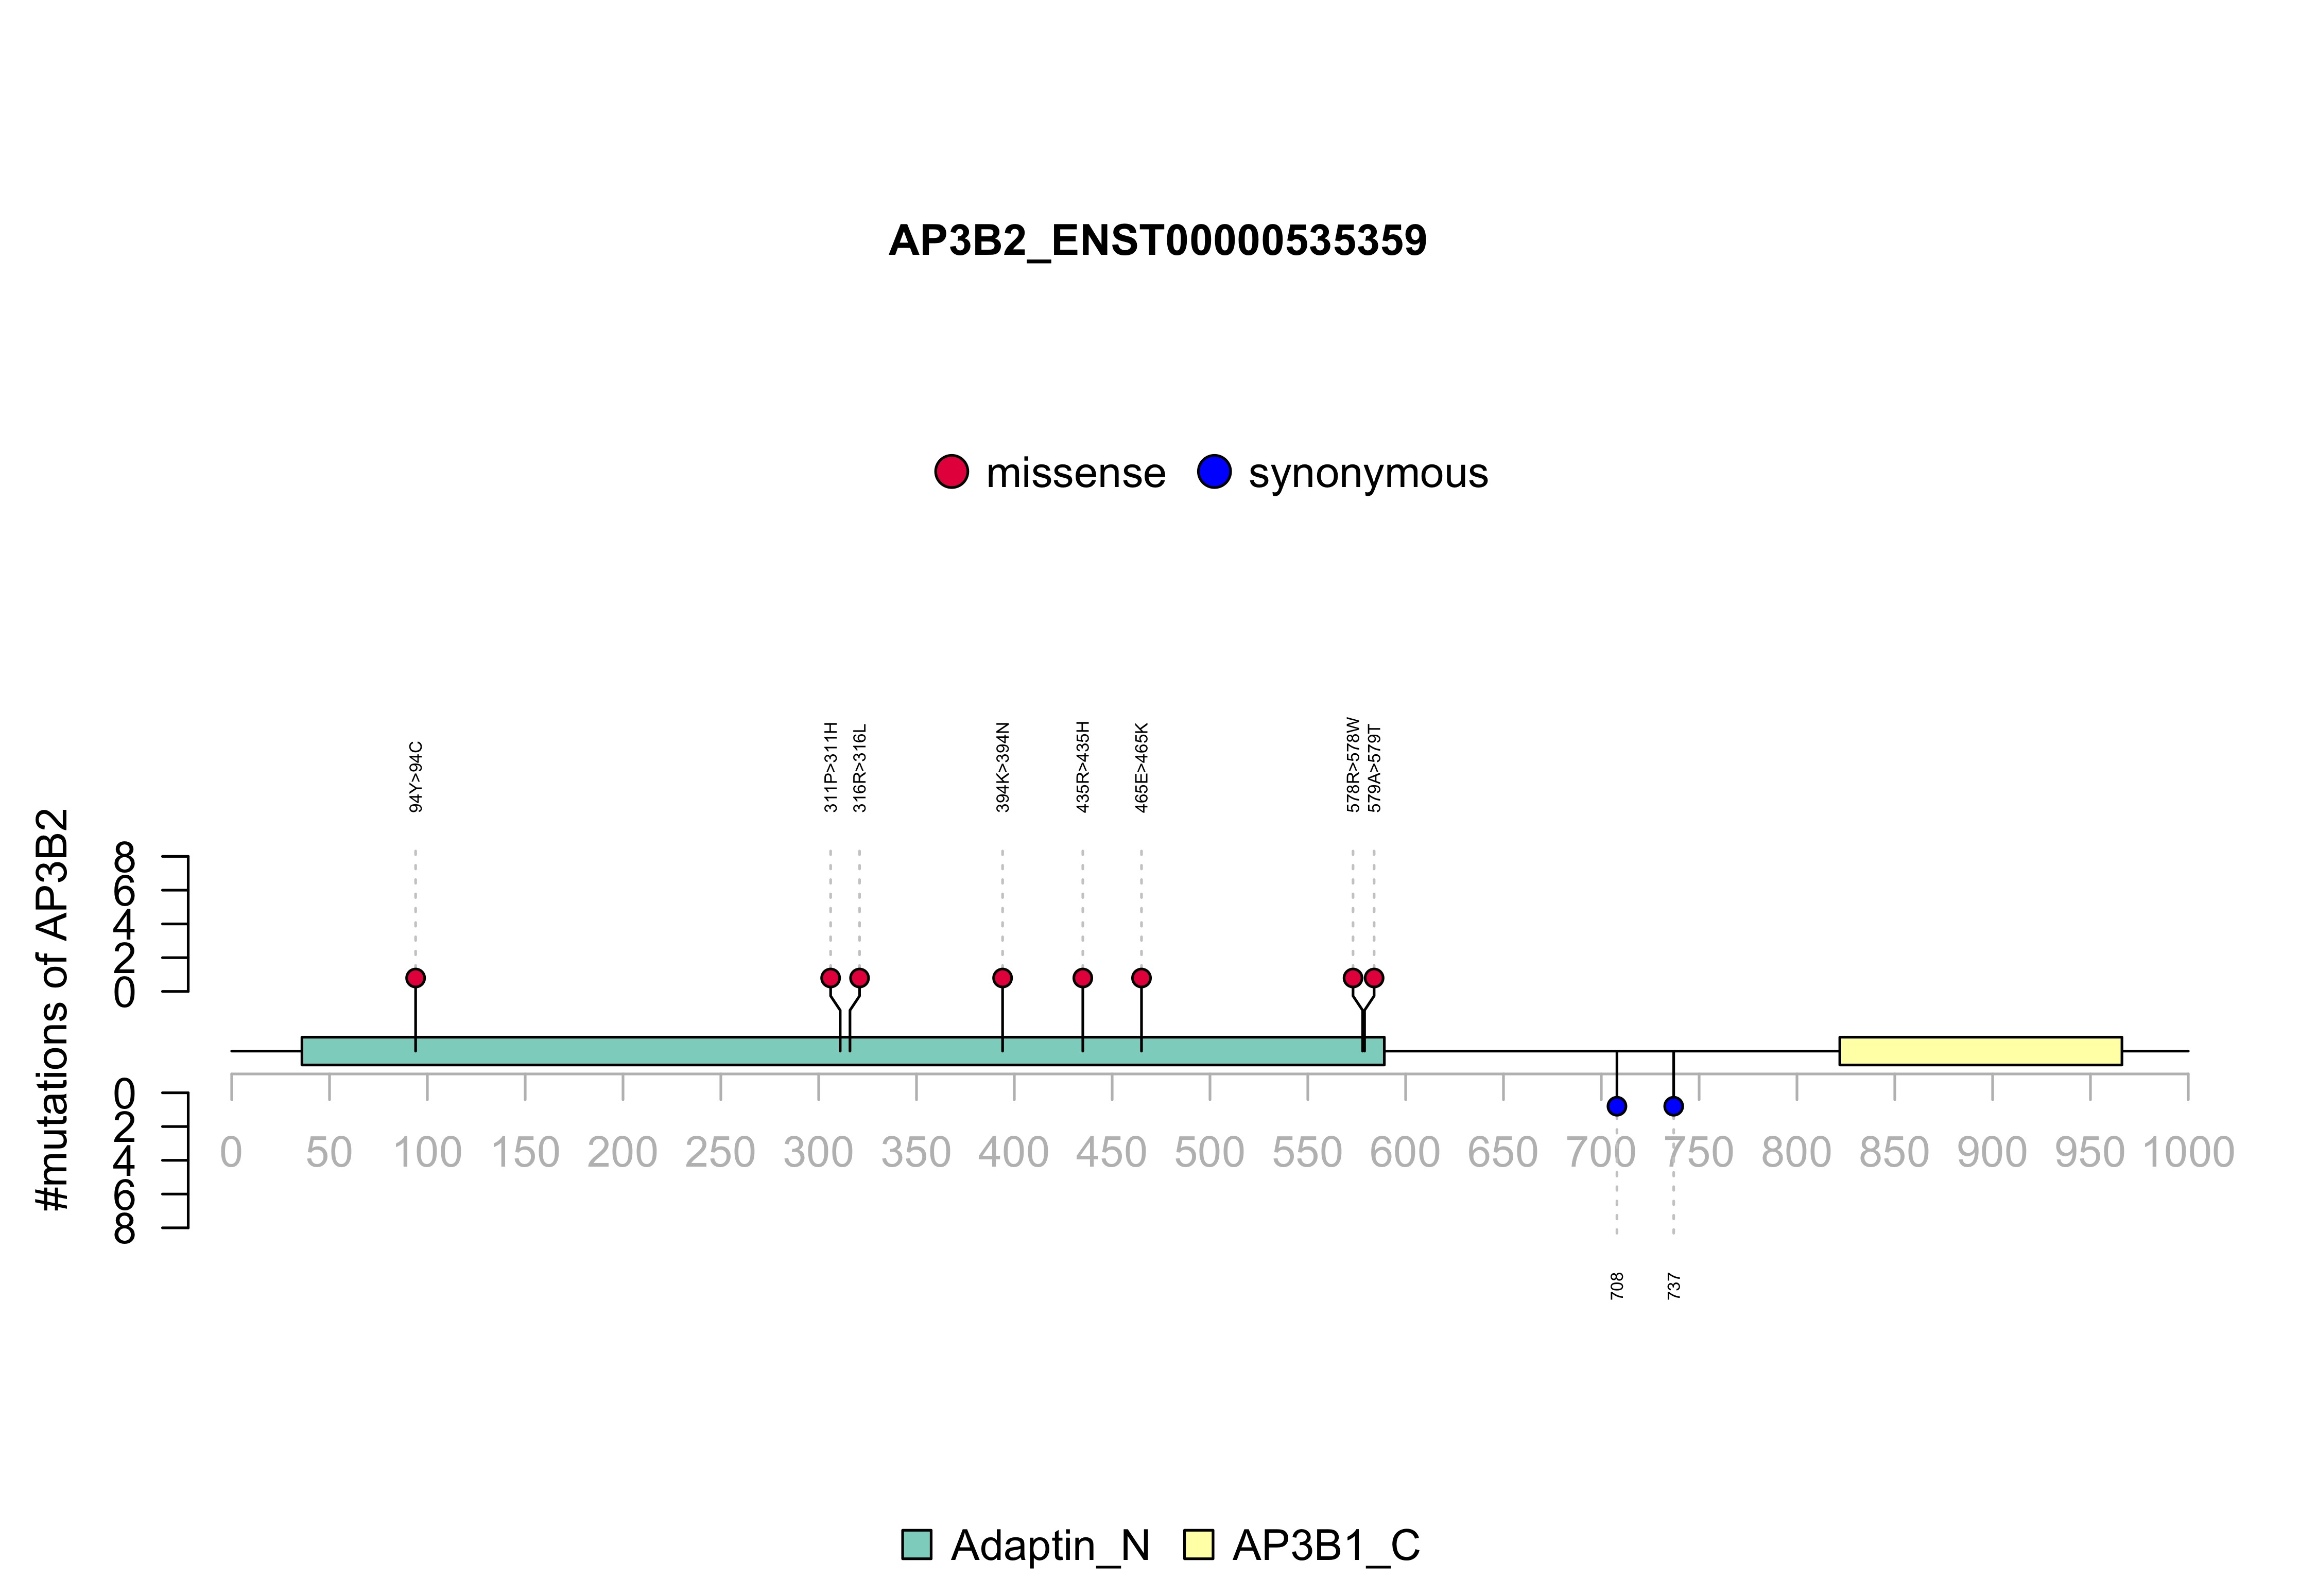 AP3B2_ENST00000535359
missense synonymous
94Y>94C
311P>311H
316R>316L
394K>394N
435R>435H
465E>465K
578R>578W
579A>579T
#mutations of AP3B2
8
6
4
2
0
0
2
4
6
8
0 50 100 150 200 250 300 350 400 450 500 550 600 650 700 750 800 850 900 950 1000
708
737
Adaptin_N AP3B1_C